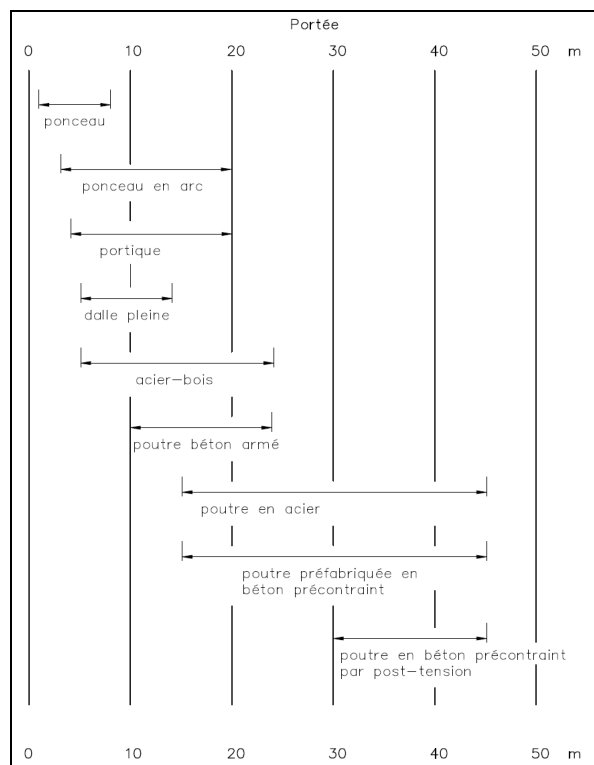 Portée
0 10 20 30 40 50 m
ponceau
ponceau en arc
portique
dalle pleine
acier-bois
poutre béton armé
poutre en acier
poutre préfabriquée en
béton précontraint
poutre en béton précontraint
par post-tension
0 10 20 30 40 50 m